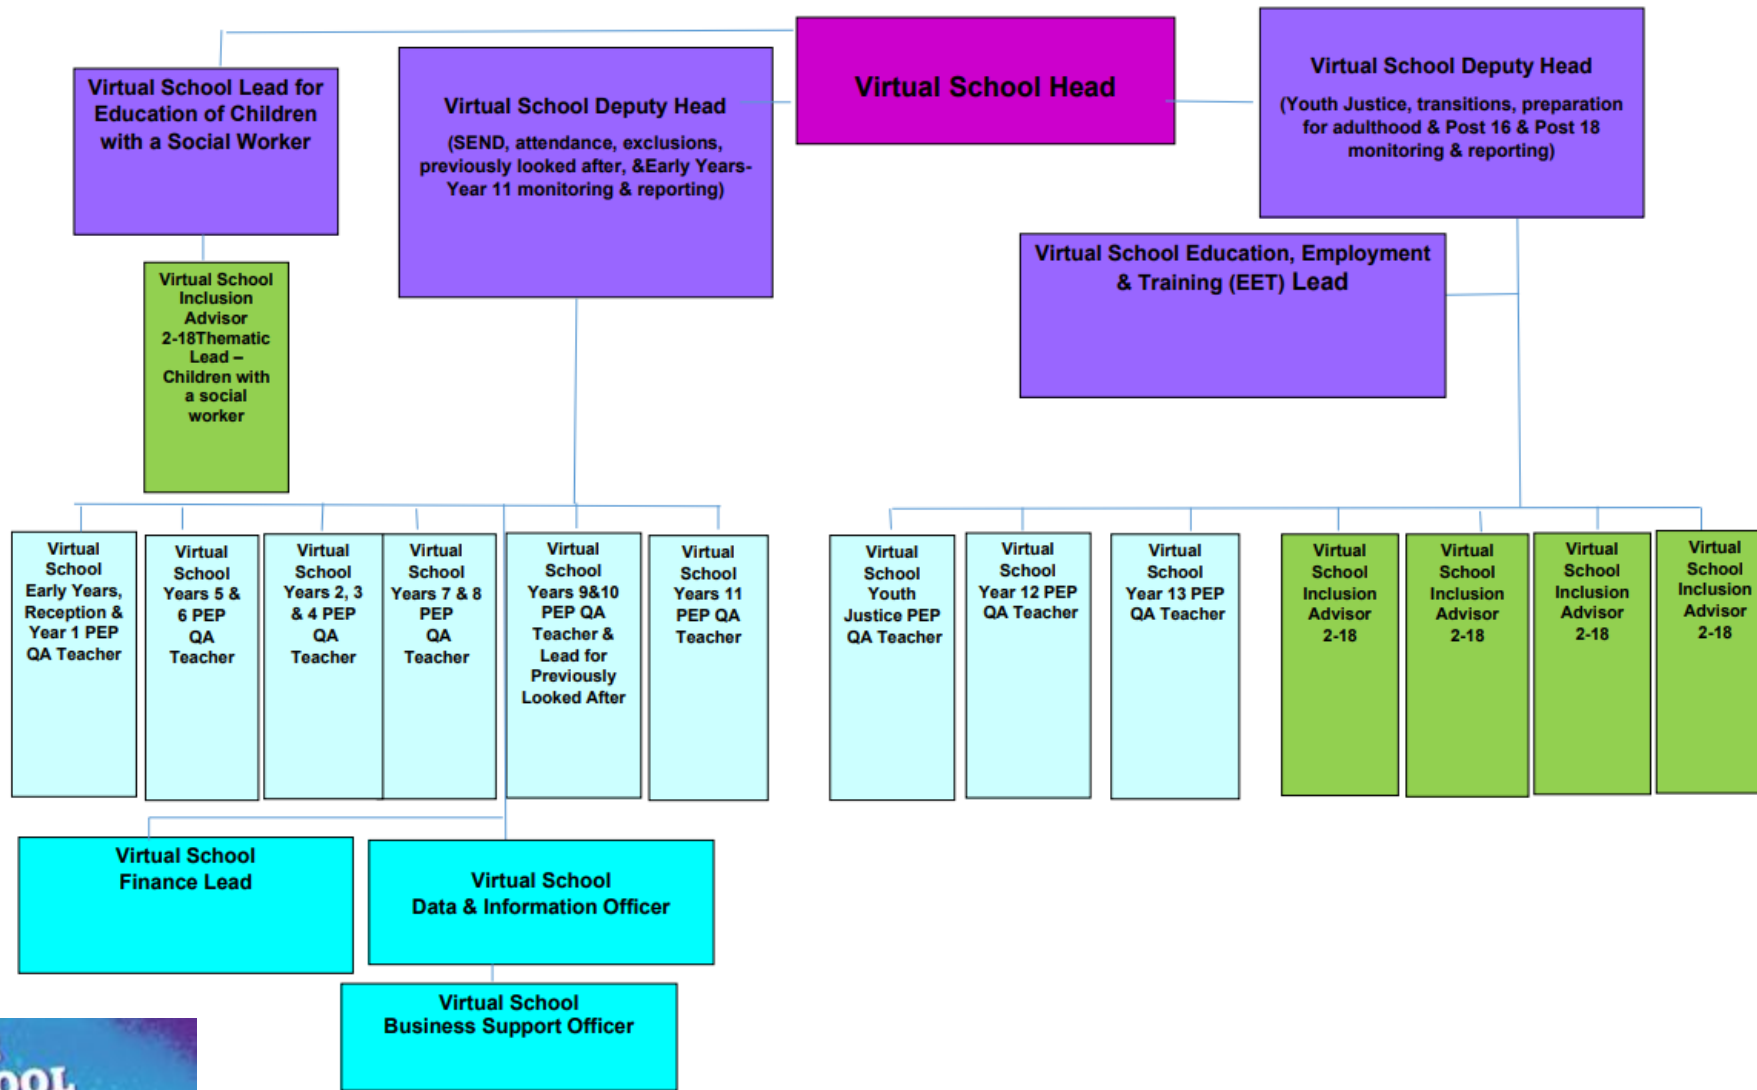 Virtual School Head
Virtual School Lead for
Education of Children
with a Social Worker
Virtual School Deputy Head
(SEND, attendance, exclusions,
previously looked after, &Early Years-
Year 11 monitoring & reporting)
Virtual School Deputy Head
(Youth Justice, transitions, preparation
for adulthood & Post 16 & Post 18
monitoring & reporting)
Virtual School Education, Employment
& Training (EET) Lead
Virtual School
Inclusion
Advisor
2-18Thematic
Lead –
Children with
a social
worker
Virtual
School
Early Years,
Reception &
Year 1 PEP
QA Teacher
Virtual
School
Years 5 &
6 PEP
QA
Teacher
Virtual
School
Years 2, 3
& 4 PEP
QA
Teacher
Virtual
School
Years 7 & 8
PEP
QA
Teacher
Virtual
School
Years 9&10
PEP QA
Teacher &
Lead for
Previously
Looked After
Virtual
School
Years 11
PEP QA
Teacher
Virtual
School
Youth
Justice PEP
QA Teacher
Virtual
School
Year 12 PEP
QA Teacher
Virtual
School
Year 13 PEP
QA Teacher
Virtual
School
Inclusion
Advisor
2-18
Virtual
School
Inclusion
Advisor
2-18
Virtual
School
Inclusion
Advisor
2-18
Virtual
School
Inclusion
Advisor
2-18
Virtual School
Finance Lead
Virtual School
Data & Information Officer
Virtual School
Business Support Officer